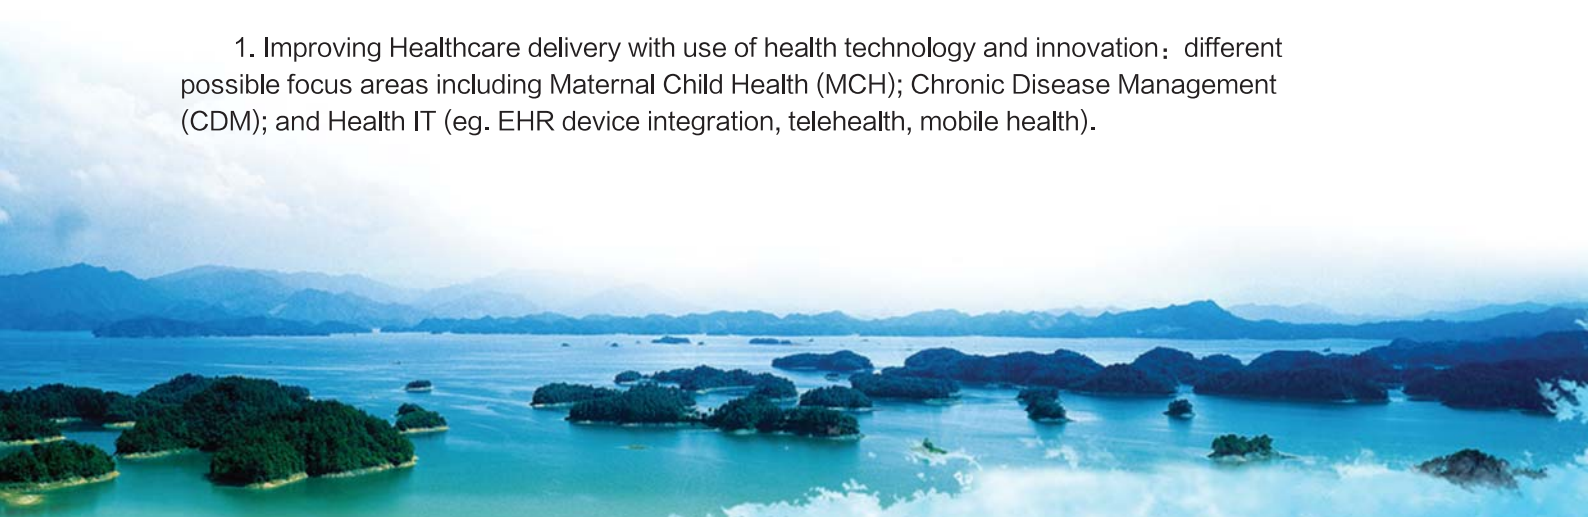 1. Improving Healthcare delivery with use of health technology and innovation：different
possible focus areas including Maternal Child Health (MCH); Chronic Disease Management
(CDM); and Health IT (eg. EHR device integration, telehealth, mobile health).